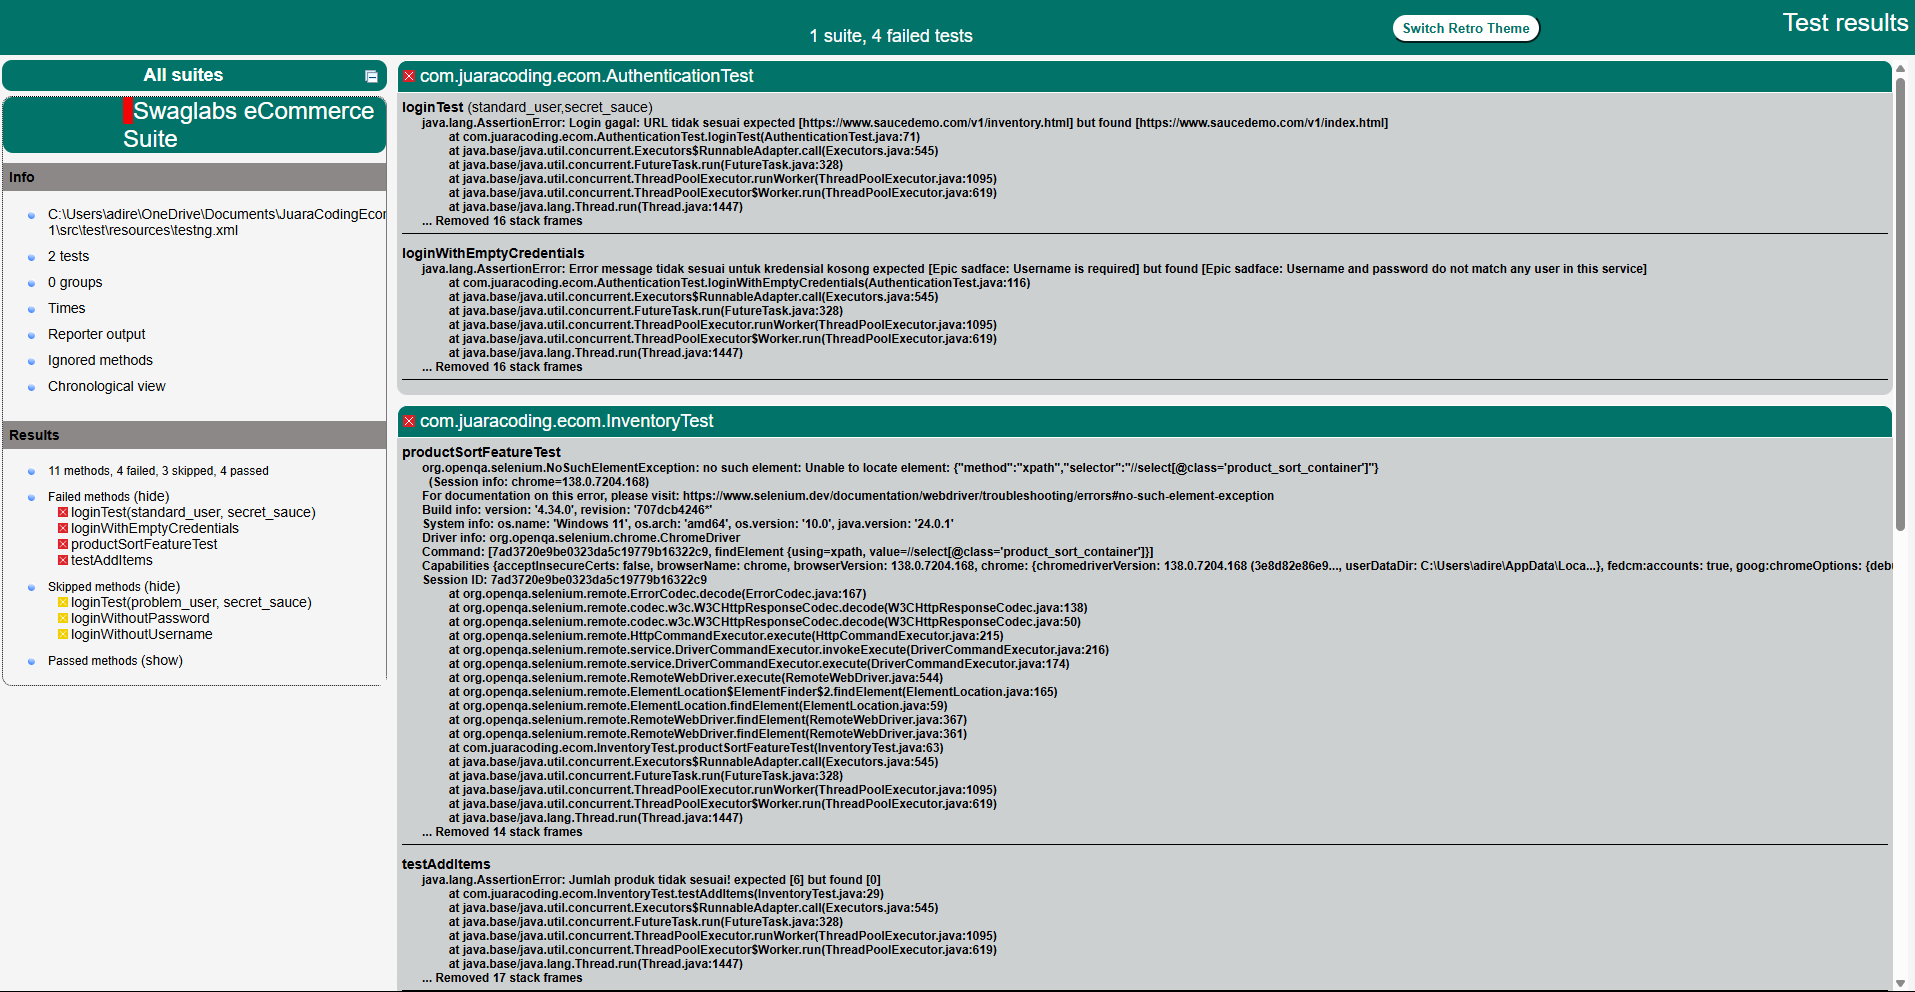 1 suite, 4 failed tests
Switch Retro Theme
Test results
All suites
Swaglabs eCommerce
Suite
Info
C:\Users\adire\OneDrive\Documents\JuaraCodingEcor
1\src\test\resources\testng.xml
2 tests
0 groups
Times
Reporter output
Ignored methods
Chronological view
Results
11 methods, 4 failed, 3 skipped, 4 passed
Failed methods (hide)
loginTest(standard_user, secret_sauce)
loginWithEmptyCredentials
productSortFeatureTest
testAddItems
Skipped methods (hide)
loginTest(problem_user, secret_sauce)
loginWithoutPassword
loginWithoutUsername
Passed methods (show)
com.juaracoding.ecom.AuthenticationTest
loginTest (standard_user,secret_sauce)
java.lang.AssertionError: Login gagal: URL tidak sesuai expected [https://www.saucedemo.com/v1/inventory.html] but found [https://www.saucedemo.com/v1/index.html]
at com.juaracoding.ecom.AuthenticationTest.loginTest(AuthenticationTest.java:71)
at java.base/java.util.concurrent.Executors$RunnableAdapter.call(Executors.java:545)
at java.base/java.util.concurrent.FutureTask.run(FutureTask.java:328)
at java.base/java.util.concurrent.ThreadPoolExecutor.runWorker(ThreadPoolExecutor.java:1095)
at java.base/java.util.concurrent.ThreadPoolExecutor$Worker.run(ThreadPoolExecutor.java:619)
at java.base/java.lang.Thread.run(Thread.java:1447)
... Removed 16 stack frames
loginWithEmptyCredentials
java.lang.AssertionError: Error message tidak sesuai untuk kredensial kosong expected [Epic sadface: Username is required] but found [Epic sadface: Username and password do not match any user in this service]
at com.juaracoding.ecom.AuthenticationTest.loginWithEmptyCredentials(AuthenticationTest.java:116)
at java.base/java.util.concurrent.Executors$RunnableAdapter.call(Executors.java:545)
at java.base/java.util.concurrent.FutureTask.run(FutureTask.java:328)
at java.base/java.util.concurrent.ThreadPoolExecutor.runWorker(ThreadPoolExecutor.java:1095)
at java.base/java.util.concurrent.ThreadPoolExecutor$Worker.run(ThreadPoolExecutor.java:619)
at java.base/java.lang.Thread.run(Thread.java:1447)
... Removed 16 stack frames
com.juaracoding.ecom.InventoryTest
productSortFeatureTest
org.openqa.selenium.NoSuchElementException: no such element: Unable to locate element: {"method":"xpath","selector":"//select[@class='product_sort_container']"}
(Session info: chrome=138.0.7204.168)
For documentation on this error, please visit: https://www.selenium.dev/documentation/webdriver/troubleshooting/errors#no-such-element-exception
Build info: version: '4.34.0', revision: '707dcb4246*'
System info: os.name: 'Windows 11', os.arch: 'amd64', os.version: '10.0', java.version: '24.0.1'
Driver info: org.openqa.selenium.chrome.ChromeDriver
Command: [7ad3720e9be0323da5c19779b16322c9, findElement {using=xpath, value=//select[@class='product_sort_container']}]
Capabilities {acceptInsecureCerts: false, browserName: chrome, browserVersion: 138.0.7204.168, chrome: {chromedriverVersion: 138.0.7204.168 (3e8d82e86e9..., userDataDir: C:\Users\adire\AppData\Loca...}, fedcm:accounts: true, goog:chromeOptions: {debu
Session ID: 7ad3720e9be0323da5c19779b16322c9
at org.openqa.selenium.remote.ErrorCodec.decode(ErrorCodec.java:167)
at org.openqa.selenium.remote.codec.w3c.W3CHttpResponseCodec.decode(W3CHttpResponseCodec.java:138)
at org.openqa.selenium.remote.codec.w3c.W3CHttpResponseCodec.decode(W3CHttpResponseCodec.java:50)
at org.openqa.selenium.remote.HttpCommandExecutor.execute(HttpCommandExecutor.java:215)
at org.openqa.selenium.remote.service.DriverCommandExecutor.invokeExecute(DriverCommandExecutor.java:216)
at org.openqa.selenium.remote.service.DriverCommandExecutor.execute(DriverCommandExecutor.java:174)
at org.openqa.selenium.remote.RemoteWebDriver.execute(RemoteWebDriver.java:544)
at org.openqa.selenium.remote.ElementLocation$ElementFinder$2.findElement(ElementLocation.java:165)
at org.openqa.selenium.remote.ElementLocation.findElement(ElementLocation.java:59)
at org.openqa.selenium.remote.RemoteWebDriver.findElement(RemoteWebDriver.java:367)
at org.openqa.selenium.remote.RemoteWebDriver.findElement(RemoteWebDriver.java:361)
at com.juaracoding.ecom.InventoryTest.productSortFeatureTest(InventoryTest.java:63)
at java.base/java.util.concurrent.Executors$RunnableAdapter.call(Executors.java:545)
at java.base/java.util.concurrent.FutureTask.run(FutureTask.java:328)
at java.base/java.util.concurrent.ThreadPoolExecutor.runWorker(ThreadPoolExecutor.java:1095)
at java.base/java.util.concurrent.ThreadPoolExecutor$Worker.run(ThreadPoolExecutor.java:619)
at java.base/java.lang.Thread.run(Thread.java:1447)
... Removed 14 stack frames
testAddItems
java.lang.AssertionError: Jumlah produk tidak sesuai! expected [6] but found [0]
at com.juaracoding.ecom.InventoryTest.testAddItems(InventoryTest.java:29)
at java.base/java.util.concurrent.Executors$RunnableAdapter.call(Executors.java:545)
at java.base/java.util.concurrent.FutureTask.run(FutureTask.java:328)
at java.base/java.util.concurrent.ThreadPoolExecutor.runWorker(ThreadPoolExecutor.java:1095)
at java.base/java.util.concurrent.ThreadPoolExecutor$Worker.run(ThreadPoolExecutor.java:619)
at java.base/java.lang.Thread.run(Thread.java:1447)
... Removed 17 stack frames